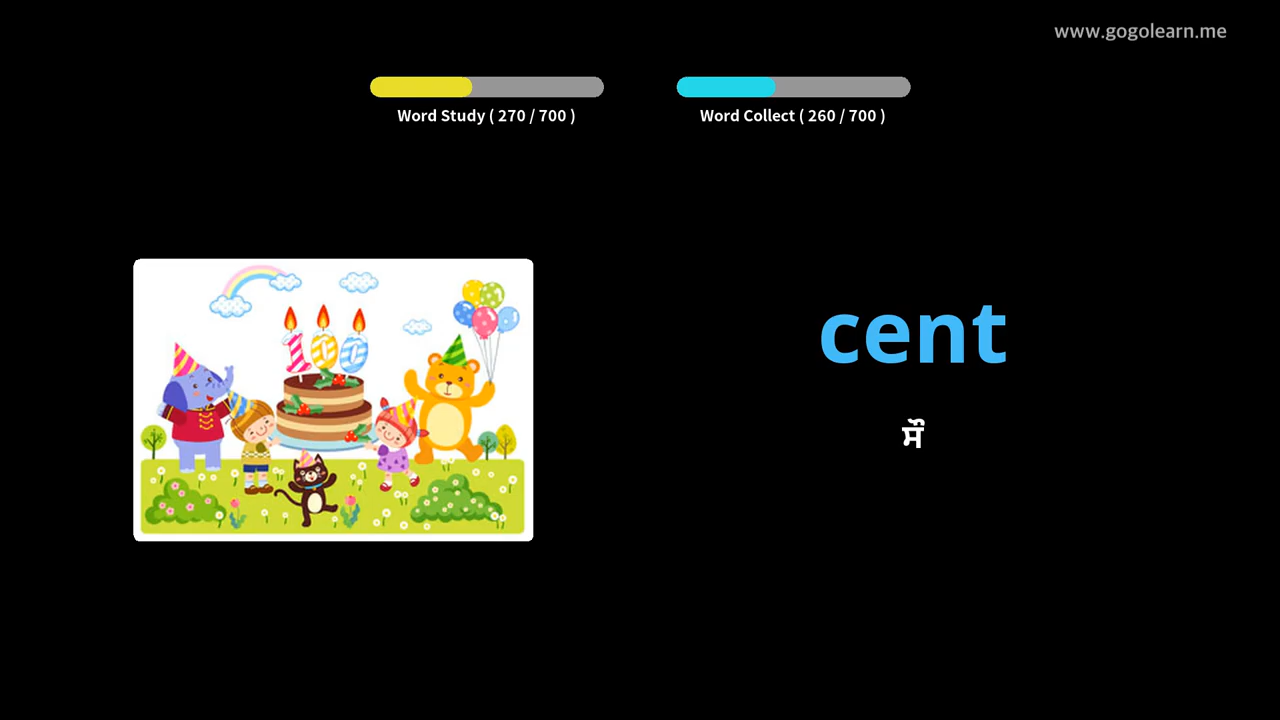 www.gogolearn.me
Word Study ( 270 / 700 )
Word Collect ( 260 / 700 )
100
cent
ਸੌ